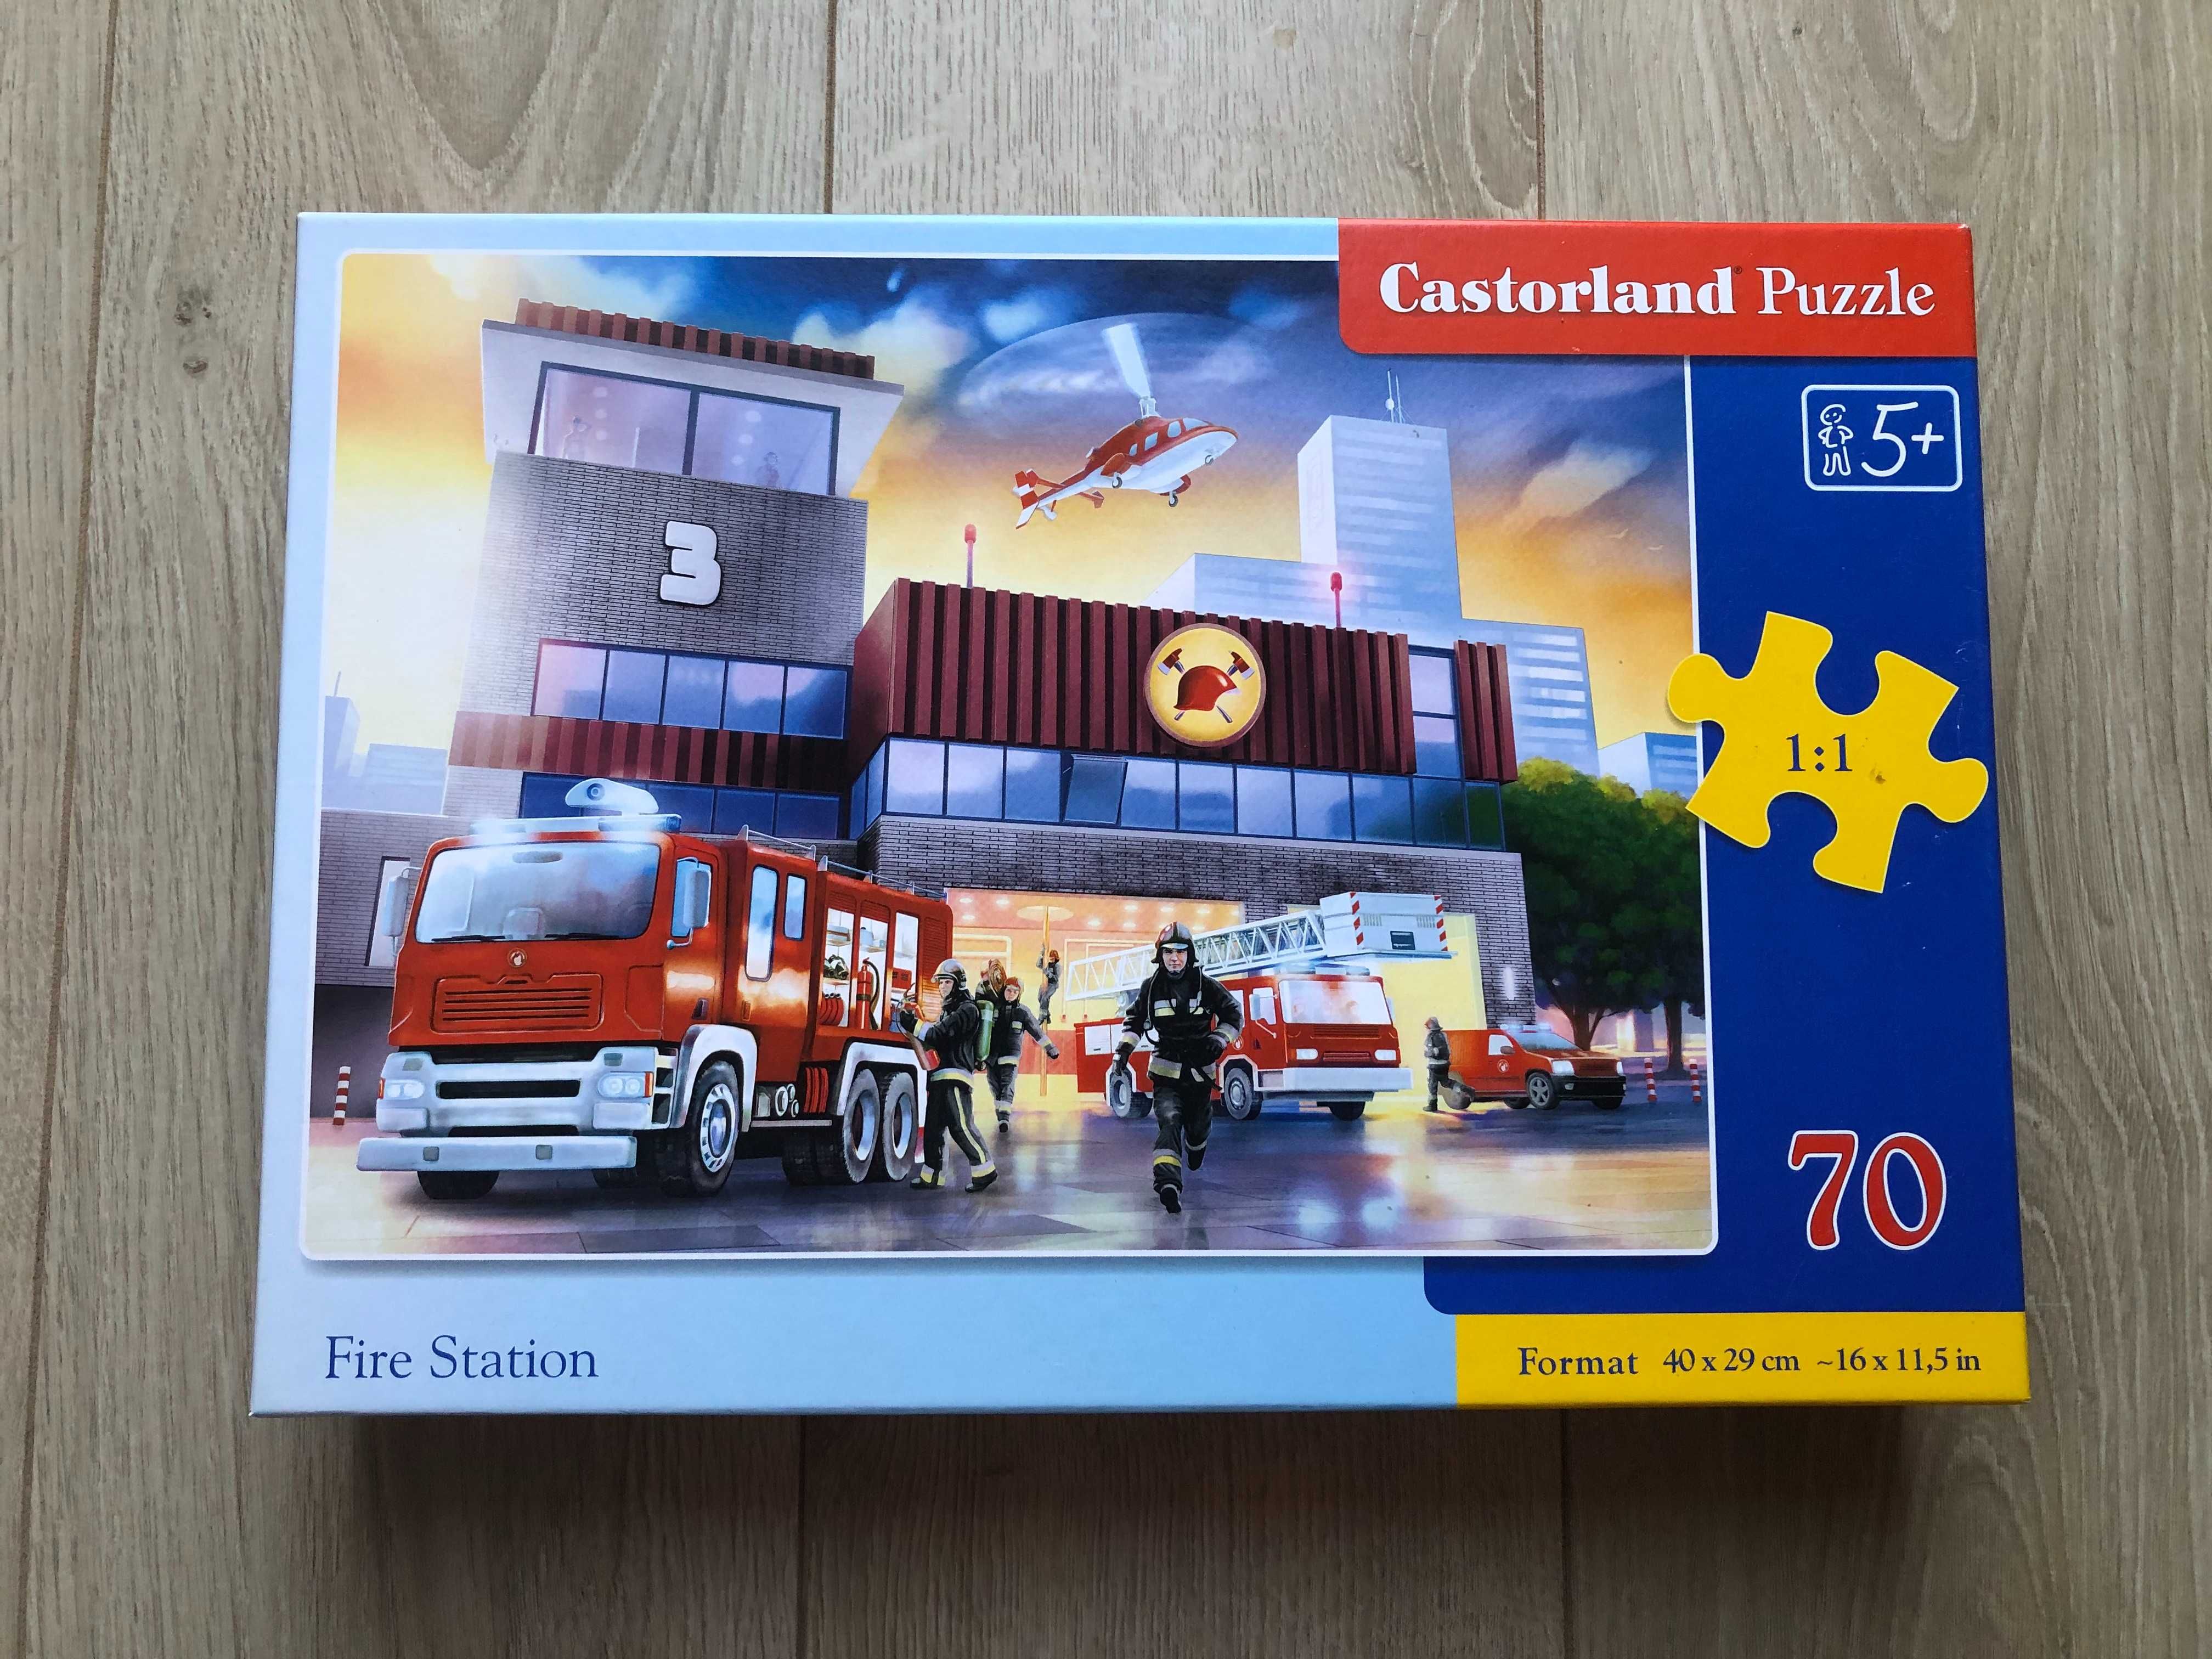 Castorland® Puzzle
5+
3
1:1
70
Fire Station
Format 40 x 29 cm ~16 x 11,5 in